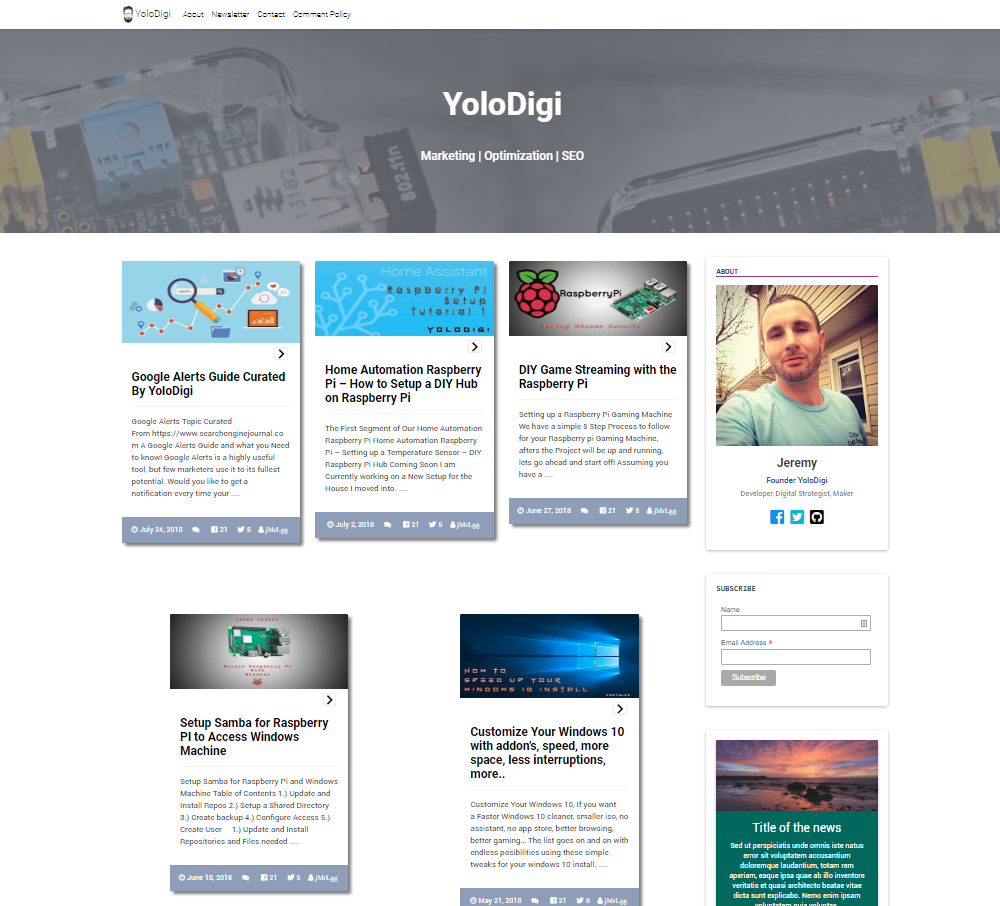 YoloDigi About Newsletter Contact Comment Policy
YoloDigi
Marketing | Optimization | SEO
Google Alerts Guide Curated
By YoloDigi
Google Alerts Topic Curated
From https://www.searchenginejournal.co
m A Google Alerts Guide and what you Need
to know! Google Alerts is a highly useful
tool, but few marketers use it to its fullest
potential. Would you like to get a
notification every time your .....
July 24, 2018 21 5 jMrLgg
Home Assistant
Raspberry Pi
Setup
Tutorial 1
YOLODIGI
Home Automation Raspberry
Pi – How to Setup a DIY Hub
on Raspberry Pi
The First Segment of Our Home Automation
Raspberry Pi Home Automation Raspberry
Pi – Setting up a Temperature Sensor – DIY
Raspberry Pi Hub Coming Soon I am
Currently working on a New Setup for the
House I moved into. .....
July 2, 2018 21 5 jMrLgg
RaspberryPi
DIY Game Streaming with the
Raspberry Pi
Setting up a Raspberry Pi Gaming Machine
We have a simple 5 Step Process to follow
for your Raspberry pi Gaming Machine,
afters the Project will be up and running,
lets go ahead and start off! Assuming you
have a .....
June 27, 2018 21 5 jMrLgg
Access Raspberry Pi
With
Windows
Setup Samba for Raspberry
PI to Access Windows
Machine
Setup Samba for Raspberry Pi and Windows
Machine Table of Contents 1.) Update and
Install Repos 2.) Setup a Shared Directory
3.) Create backup 4.) Configure Access 5.)
Create User 1.) Update and Install
Repositories and Files needed .....
June 18, 2018 21 5 jMrLgg
HOW TO
SPEED UP YOUR
WINDOWS 10 INSTALL
Customize Your Windows 10
with addon's, speed, more
space, less interruptions,
more..
Customize Your Windows 10, If you want
a Faster Windows 10 cleaner, smaller iso, no
assistant, no app store, better browsing,
better gaming... The list goes on and on with
endless posibilities using these simple
tweaks for your windows 10 install. .....
May 21, 2018 21 5 jMrLgg
ABOUT
Jeremy
Founder YoloDigi
Developer, Digital Strategist, Maker
SUBSCRIBE
Name
Email Address *
Subscribe
Title of the news
Sed ut perspiciatis unde omnis iste natus
error sit voluptatem accusantium
doloremque laudantium, totam rem
aperiam, eaque ipsa quae ab illo inventore
veritatis et quasi architecto beatae vitae
dicta sunt explicabo. Nemo enim ipsam
voluptatem quia voluptas